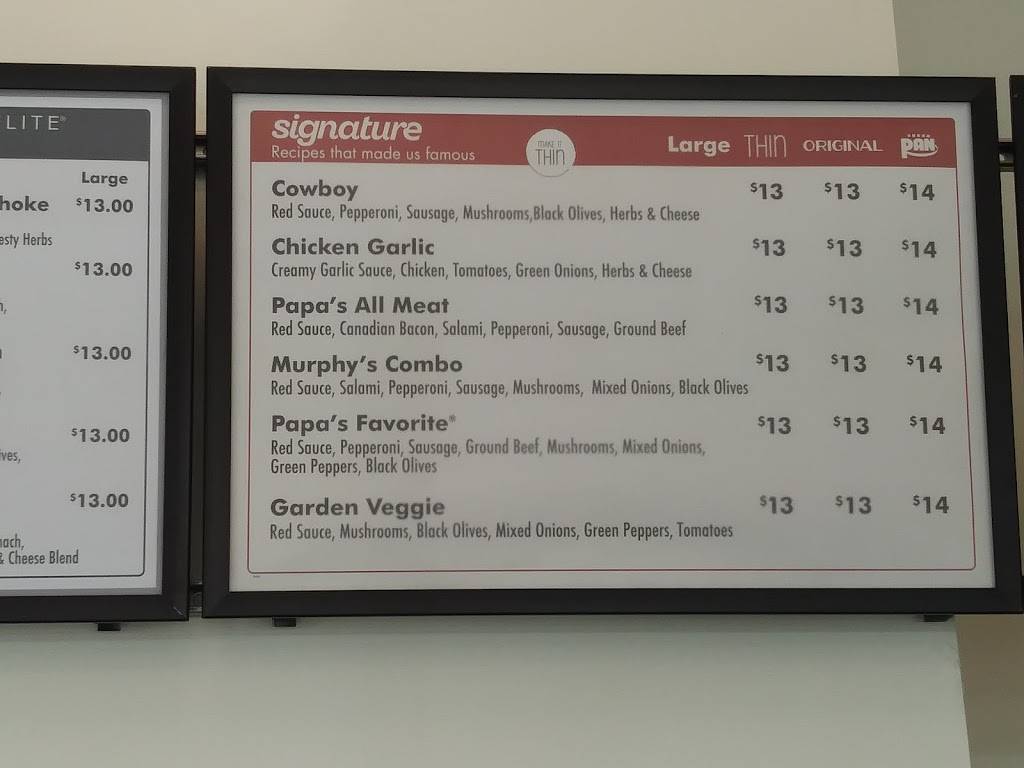 LITE®
Large
hoke $13.00
esty Herbs
$13.00
$13.00
ives,
$13.00
$13.00
nach,
& Cheese Blend
signature
Recipes that made us famous
MAKE IT
THIN
Large THIN ORIGINAL PAN
Cowboy $13 $13 $14
Red Sauce, Pepperoni, Sausage, Mushrooms,Black Olives, Herbs & Cheese
Chicken Garlic $13 $13 $14
Creamy Garlic Sauce, Chicken, Tomatoes, Green Onions, Herbs & Cheese
Papa's All Meat $13 $13 $14
Red Sauce, Canadian Bacon, Salami, Pepperoni, Sausage, Ground Beef
Murphy's Combo $13 $13 $14
Red Sauce, Salami, Pepperoni, Sausage, Mushrooms, Mixed Onions, Black Olives
Papa's Favorite® $13 $13 $14
Red Sauce, Pepperoni, Sausage, Ground Beef, Mushrooms, Mixed Onions,
Green Peppers, Black Olives
Garden Veggie $13 $13 $14
Red Sauce, Mushrooms, Black Olives, Mixed Onions, Green Peppers, Tomatoes